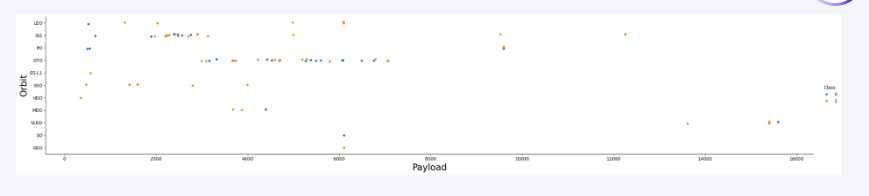 LEO
ISS
PO
GTO
ES-L1
SSO
HEO
MEO
VLEO
SO
GEO
Orbit
0 2000 4000 6000 8000 10000 12000 14000 16000
Payload
Class
0
1